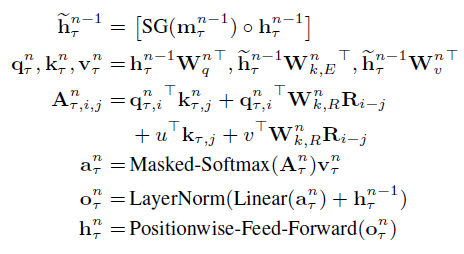 h̃_τ^{n−1} = [SG(m_τ^{n−1}) ∘ h_τ^{n−1}]
q_τ^n, k_τ^n, v_τ^n = h_τ^{n−1}W_q^{n⊤}, h̃_τ^{n−1}W_{k,E}^n{}^⊤, h̃_τ^{n−1}W_v^{n⊤}
A_{τ,i,j}^n = q_{τ,i}^n{}^⊤k_{τ,j}^n + q_{τ,i}^n{}^⊤W_{k,R}^nR_{i−j}
+ u^⊤k_{τ,j} + v^⊤W_{k,R}^nR_{i−j}
a_τ^n = Masked-Softmax(A_τ^n)v_τ^n
o_τ^n = LayerNorm(Linear(a_τ^n) + h_τ^{n−1})
h_τ^n = Positionwise-Feed-Forward(o_τ^n)